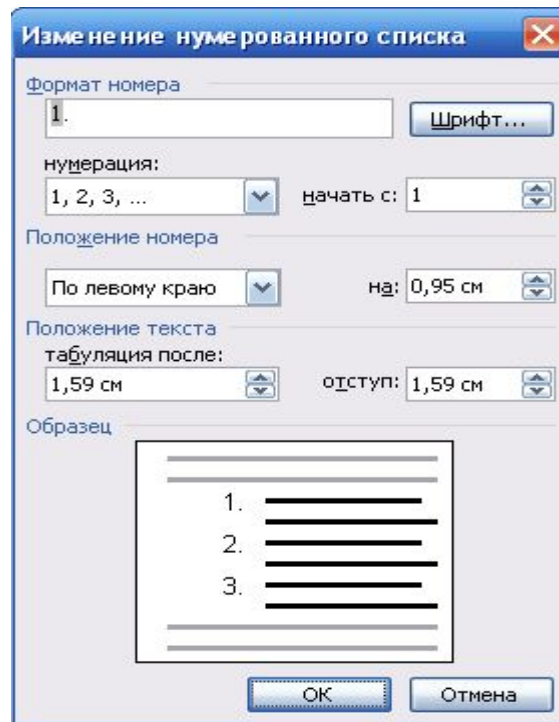 Изменение нумерованного списка
Формат номера
1.
Шрифт...
нумерация:
1, 2, 3, ...
начать с: 1
Положение номера
По левому краю
на: 0,95 см
Положение текста
табуляция после:
1,59 см
отступ: 1,59 см
Образец
1.
2.
3.
ОК
Отмена